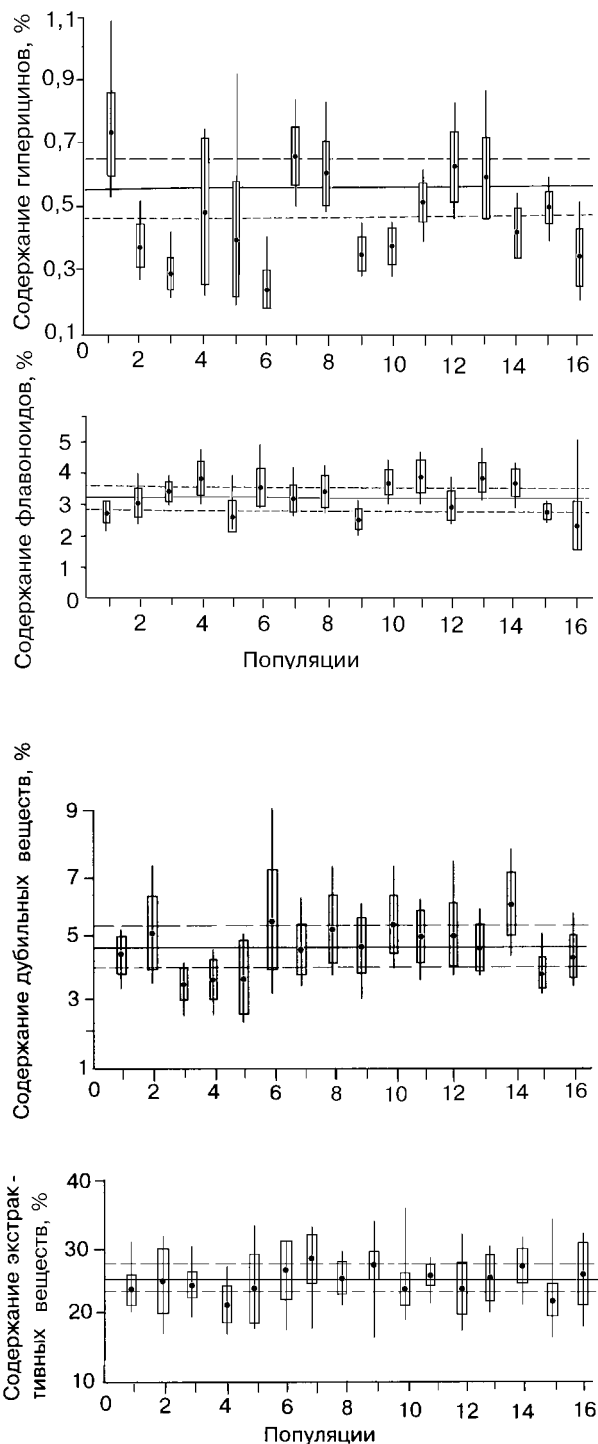 Содержание гиперицинов, %
1,1
0,9
0,7
0,5
0,3
0,1
0 2 4 6 8 10 12 14 16
Содержание флавоноидов, %
5
4
3
2
1
0
2 4 6 8 10 12 14 16
Популяции
Содержание дубильных веществ, %
9
7
5
3
1
0 2 4 6 8 10 12 14 16
Содержание экстрак-
тивных веществ, %
40
30
20
10
0 2 4 6 8 10 12 14 16
Популяции